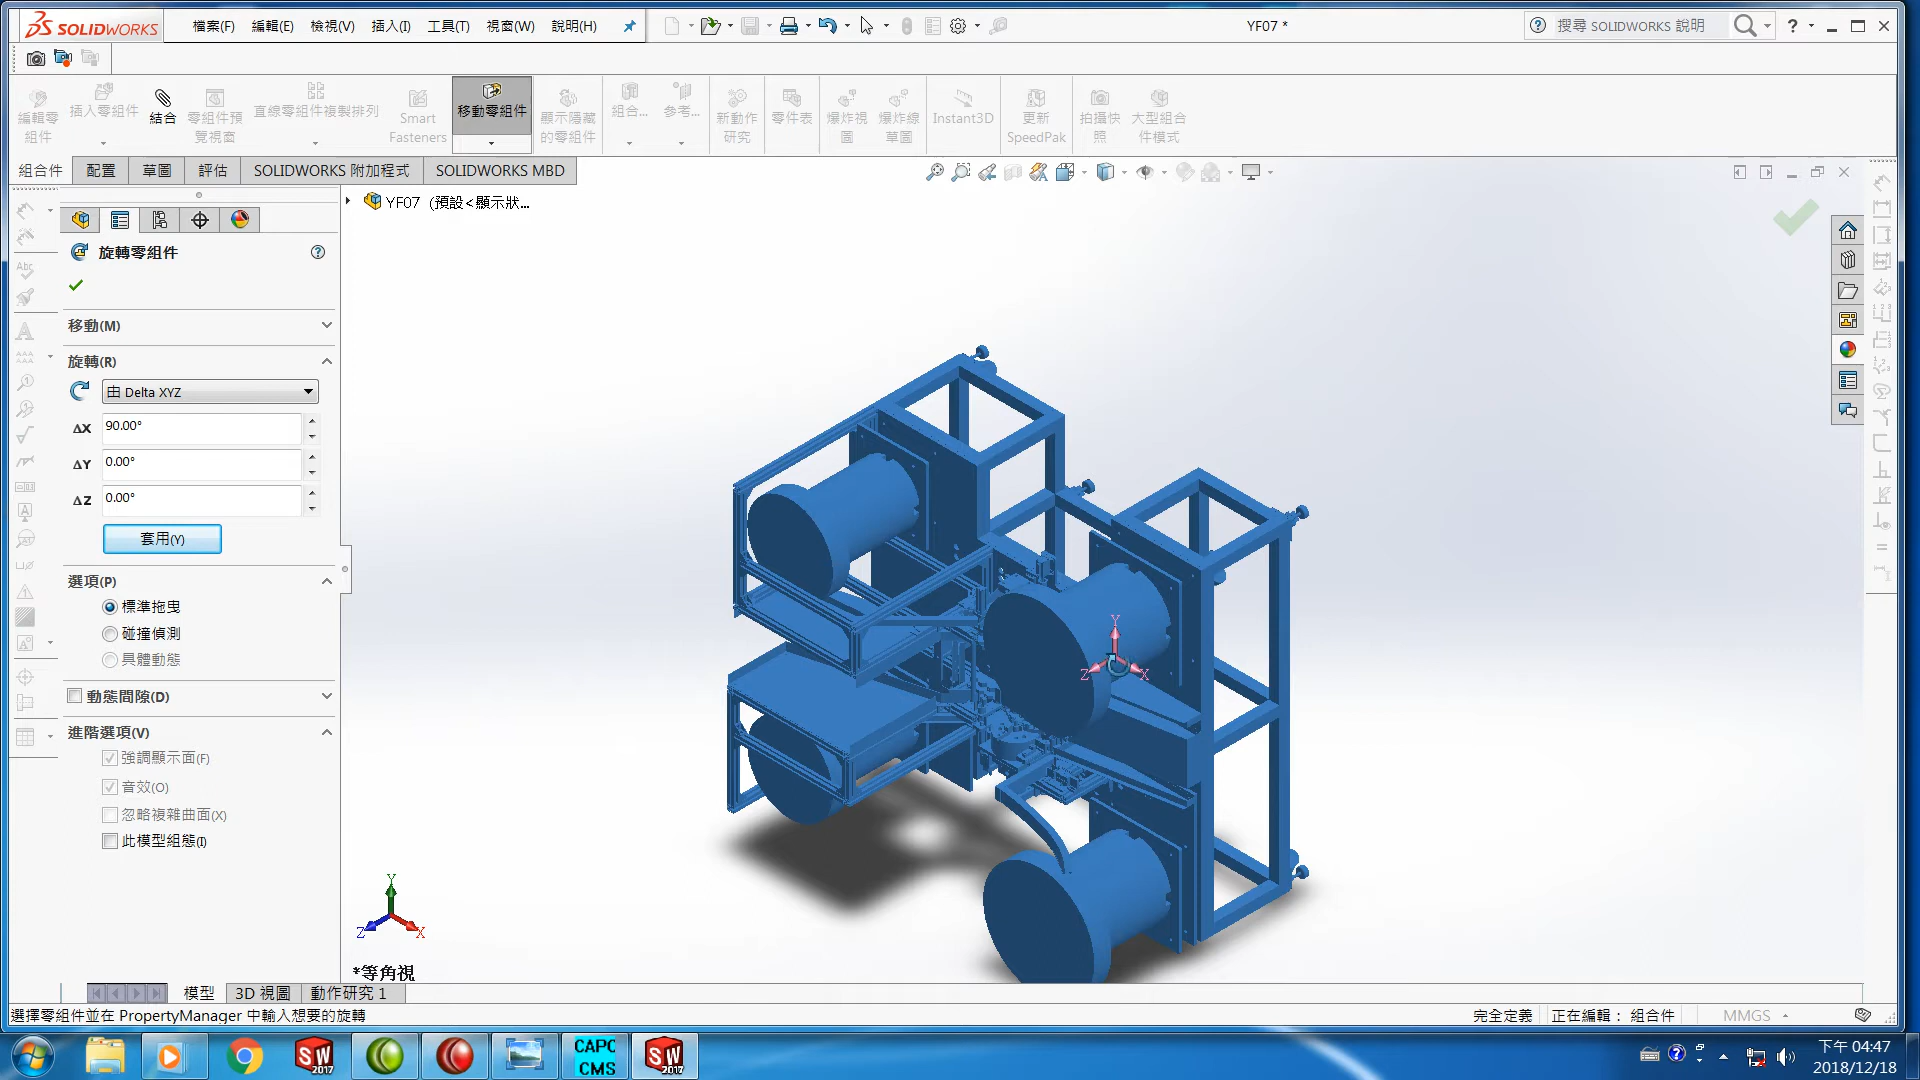 SOLIDWORKS
檔案(F) 編輯(E) 檢視(V) 插入(I) 工具(T) 視窗(W) 說明(H)
YF07 *
搜尋 SOLIDWORKS 說明
編輯零組件
插入零組件
結合
零組件預覽視窗
直線零組件複製排列
Smart Fasteners
移動零組件
顯示隱藏的零組件
組合...
參考...
新動作研究
零件表
爆炸視圖
爆炸線草圖
Instant3D
更新 SpeedPak
拍攝快照
大型組合件模式
組合件 配置 草圖 評估 SOLIDWORKS 附加程式 SOLIDWORKS MBD
YF07 (預設<顯示狀...
旋轉零組件
移動(M)
旋轉(R)
由 Delta XYZ
ΔX 90.00°
ΔY 0.00°
ΔZ 0.00°
套用(Y)
選項(P)
標準拖曳
碰撞偵測
具體動態
動態間隙(D)
進階選項(V)
強調顯示面(F)
音效(O)
忽略複雜曲面(X)
此模型組態(I)
Y
Z X
Y
Z X
*等角視
模型 3D 視圖 動作研究 1
選擇零組件並在 PropertyManager 中輸入想要的旋轉
完全定義 正在編輯： 組合件 MMGS
SW 2017
CAPC
CMS
SW 2017
下午 04:47
2018/12/18